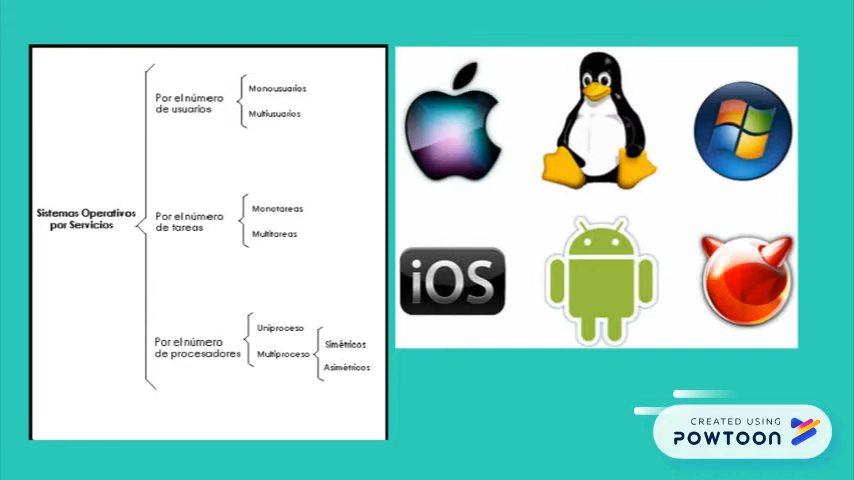 Sistemas Operativos
por Servicios
Por el número
de usuarios
Monousuarios
Multiusuarios
Por el número
de tareas
Monotareas
Multitareas
Por el número
de procesadores
Uniproceso
Multiproceso
Simétricos
Asimétricos
iOS
CREATED USING
POWTOON